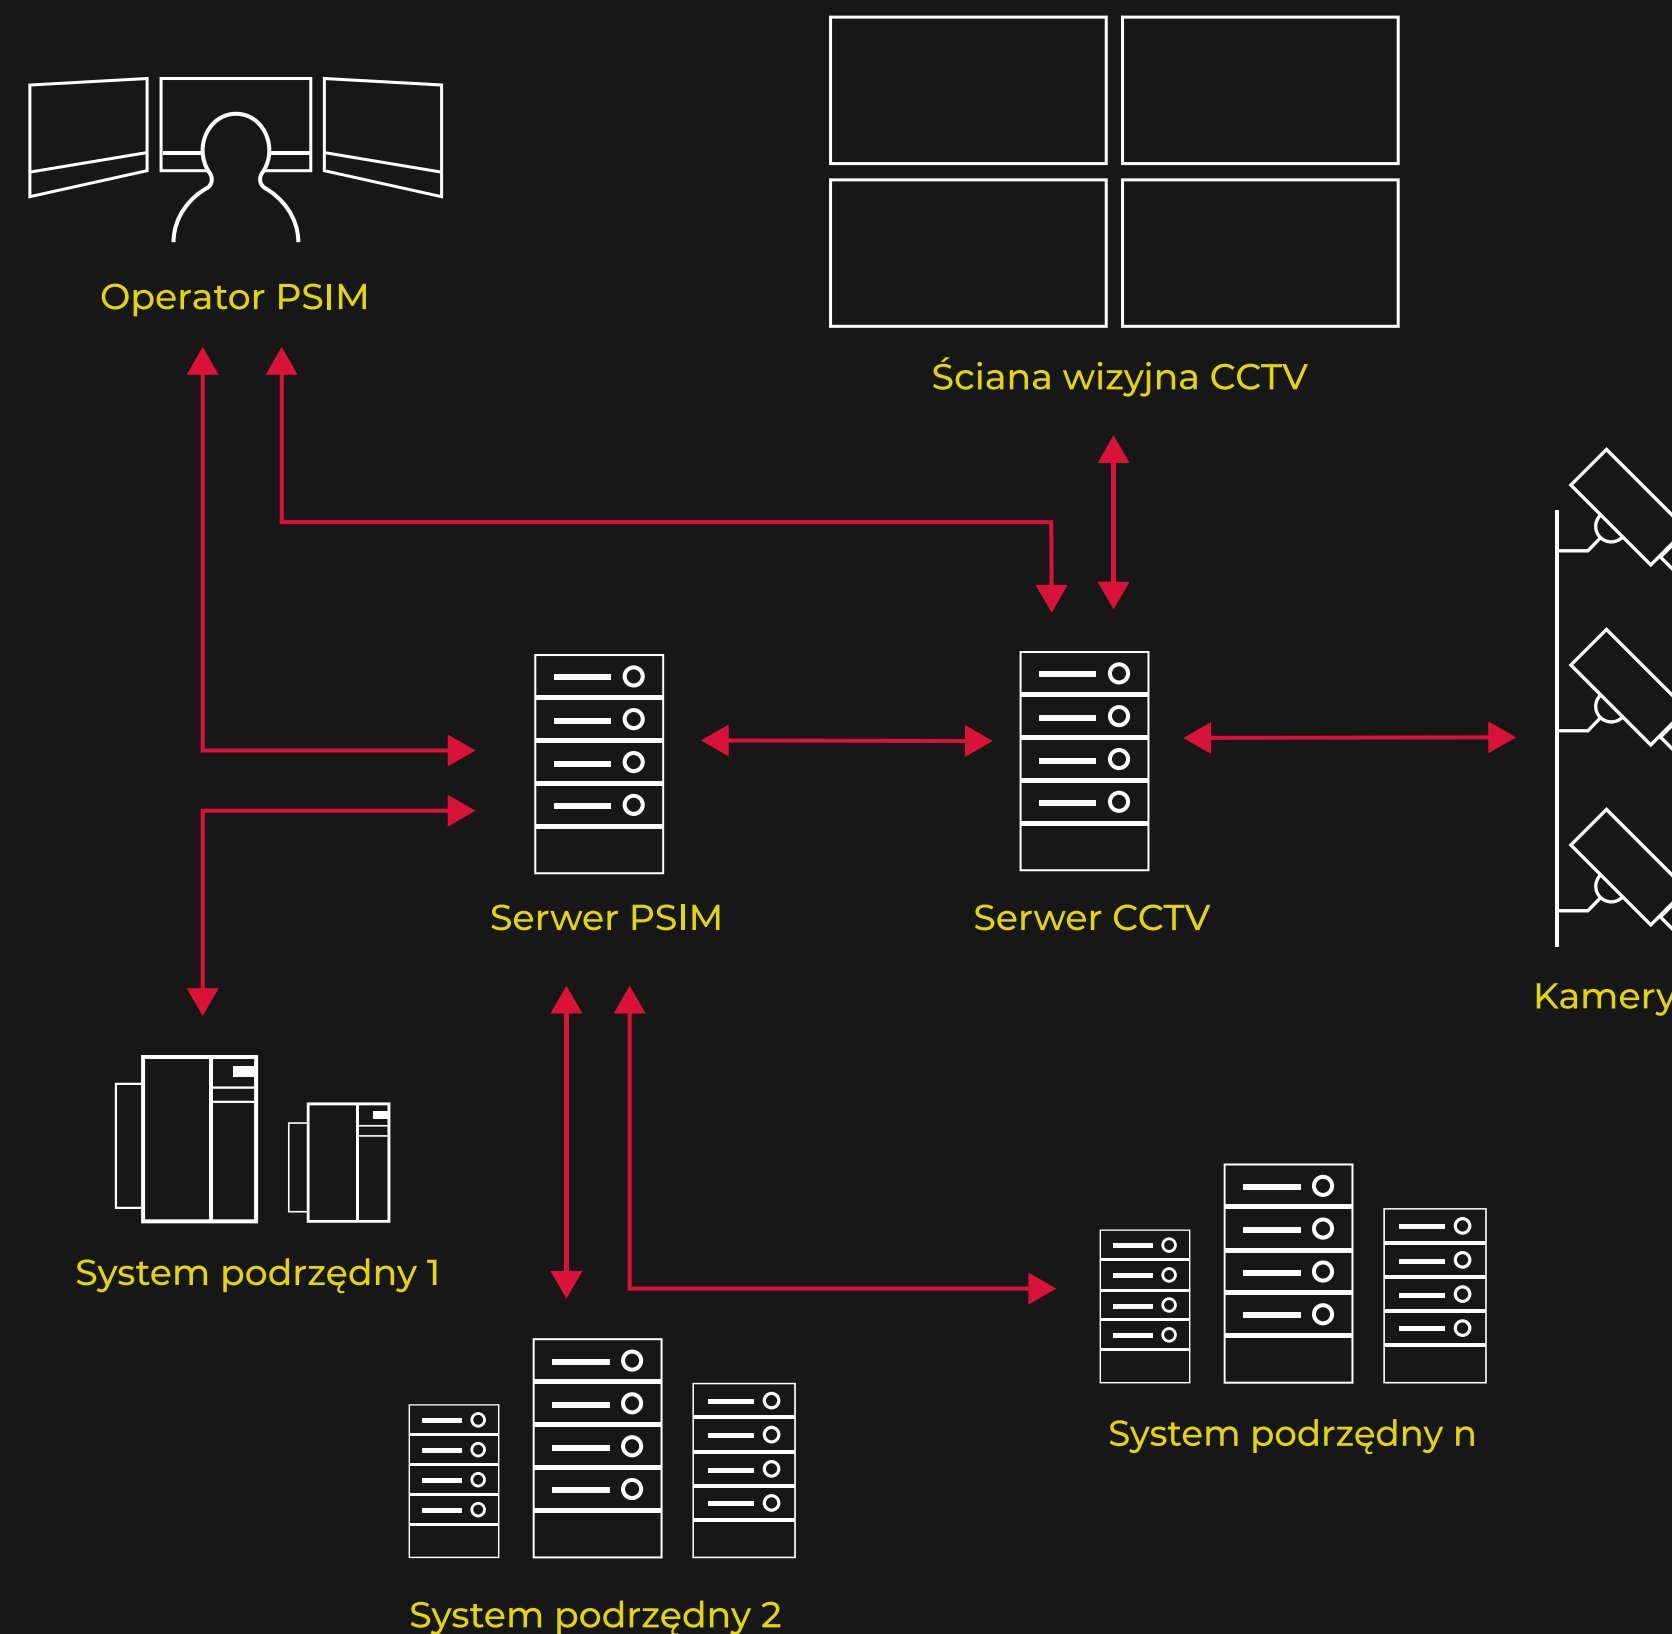 Operator PSIM
Ściana wizyjna CCTV
Serwer PSIM
Serwer CCTV
Kamery
System podrzędny 1
System podrzędny n
System podrzędny 2